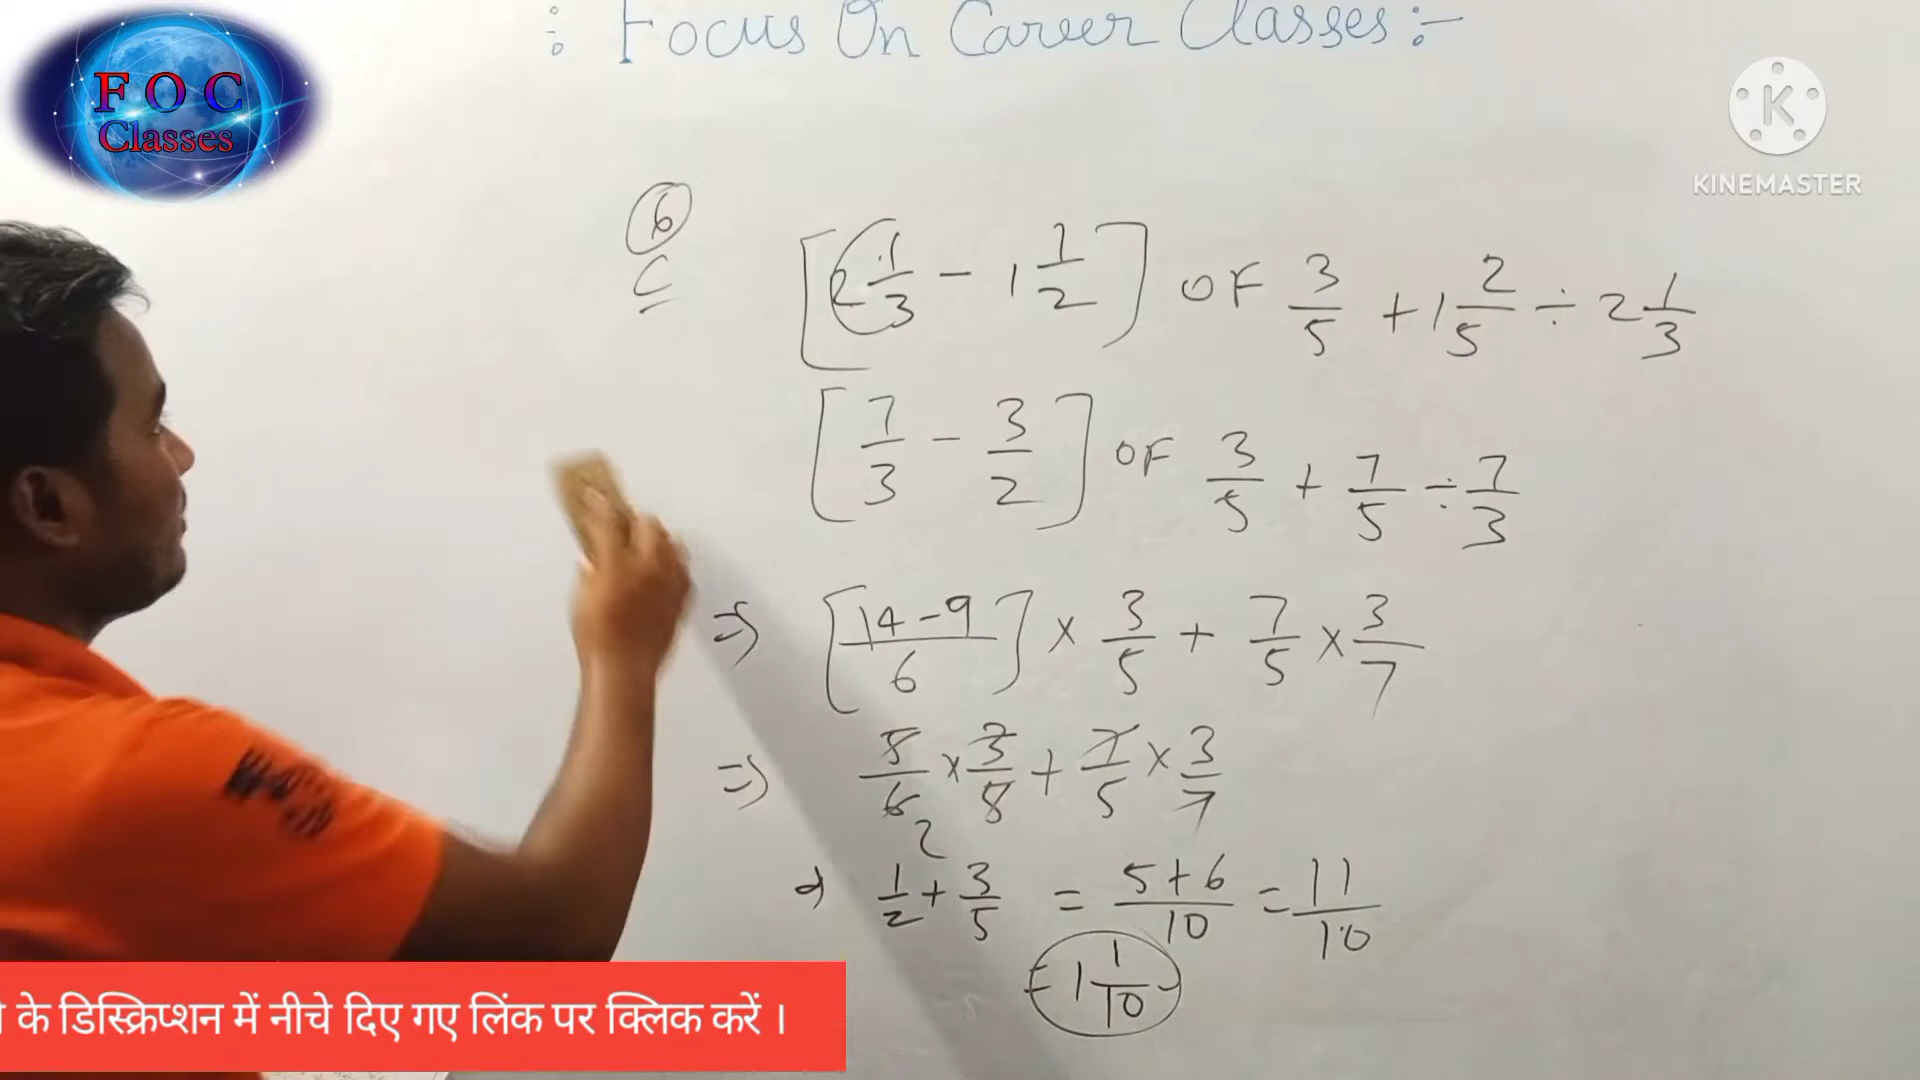 : Focus On Career Classes :-
F O C
Classes
K
KINEMASTER
6
C
[2 1/3 - 1 1/2] OF 3/5 + 1 2/5 ÷ 2 1/3
[7/3 - 3/2] OF 3/5 + 7/5 ÷ 7/3
⇒ [14-9/6] × 3/5 + 7/5 × 3/7
⇒ 5/6 × 3/5 + 7/5 × 3/7
2
⇒ 1/2 + 3/5 = 5+6/10 = 11/10
= 1 1/10
के डिस्क्रिप्शन में नीचे दिए गए लिंक पर क्लिक करें ।